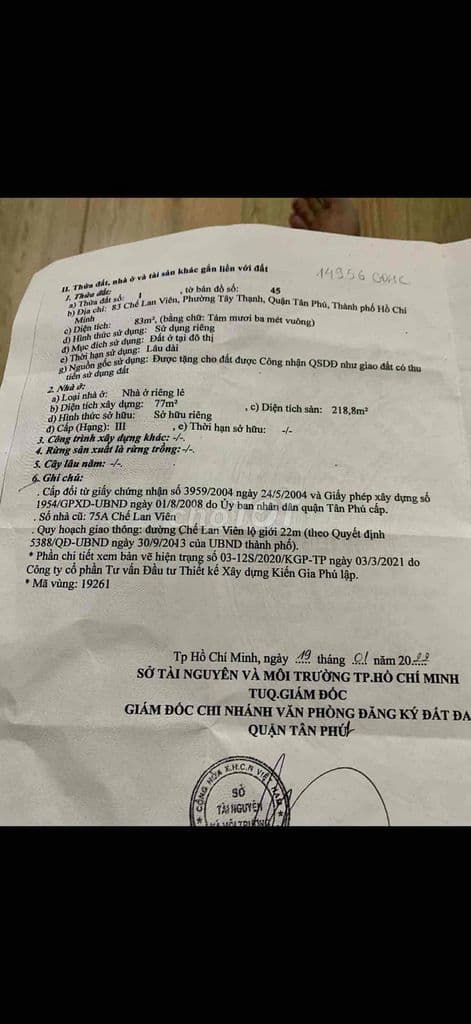 II. Thửa đất, nhà ở và tài sản khác gắn liền với đất
14956 GDMC
1. Thửa đất:
a) Thửa đất số: 1 , tờ bản đồ số: 45
b) Địa chỉ: 83 Chế Lan Viên, Phường Tây Thạnh, Quận Tân Phú, Thành phố Hồ Chí
Minh
c) Diện tích: 83m², (bằng chữ: Tám mươi ba mét vuông)
d) Hình thức sử dụng: Sử dụng riêng
đ) Mục đích sử dụng: Đất ở tại đô thị
e) Thời hạn sử dụng: Lâu dài
g) Nguồn gốc sử dụng: Được tặng cho đất được Công nhận QSDĐ như giao đất có thu
tiền sử dụng đất
2. Nhà ở:
a) Loại nhà ở: Nhà ở riêng lẻ
b) Diện tích xây dựng: 77m² , c) Diện tích sàn: 218,8m²
d) Hình thức sở hữu: Sở hữu riêng
đ) Cấp (Hạng): III , e) Thời hạn sở hữu: -/-
3. Công trình xây dựng khác: -/-.
4. Rừng sản xuất là rừng trồng:-/-.
5. Cây lâu năm: -/-.
6. Ghi chú:
. Cấp đổi từ giấy chứng nhận số 3959/2004 ngày 24/5/2004 và Giấy phép xây dựng số
1954/GPXD-UBND ngày 01/8/2008 do Ủy ban nhân dân quận Tân Phú cấp.
. Số nhà cũ: 75A Chế Lan Viên
. Quy hoạch giao thông: đường Chế Lan Viên lộ giới 22m (theo Quyết định
5388/QĐ-UBND ngày 30/9/2013 của UBND thành phố).
* Phần chi tiết xem bản vẽ hiện trạng số 03-12S/2020/KGP-TP ngày 03/3/2021 do
Công ty cổ phần Tư vấn Đầu tư Thiết kế Xây dựng Kiến Gia Phú lập.
* Mã vùng: 19261
Tp Hồ Chí Minh, ngày 19 tháng 01 năm 20
SỞ TÀI NGUYÊN VÀ MÔI TRƯỜNG TP.HỒ CHÍ MINH
TUQ.GIÁM ĐỐC
GIÁM ĐỐC CHI NHÁNH VĂN PHÒNG ĐĂNG KÝ ĐẤT ĐA
QUẬN TÂN PHÚ
CỘNG HÒA X.H.C.N VIỆT NAM
SỞ
TÀI NGUYÊN